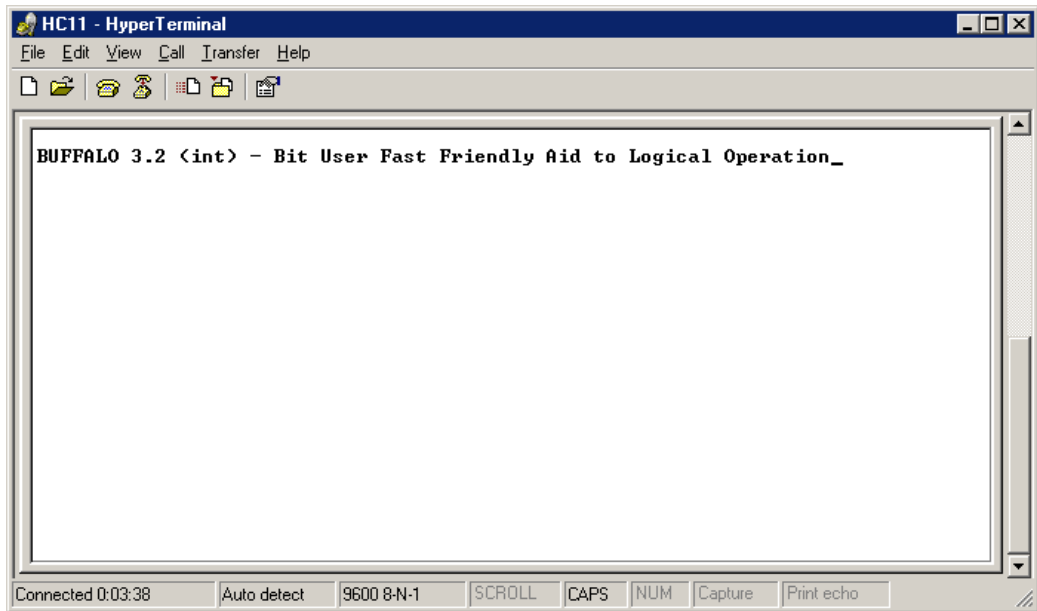 HC11 - HyperTerminal
File Edit View Call Transfer Help
BUFFALO 3.2 (int) - Bit User Fast Friendly Aid to Logical Operation_
Connected 0:03:38 Auto detect 9600 8-N-1 SCROLL CAPS NUM Capture Print echo